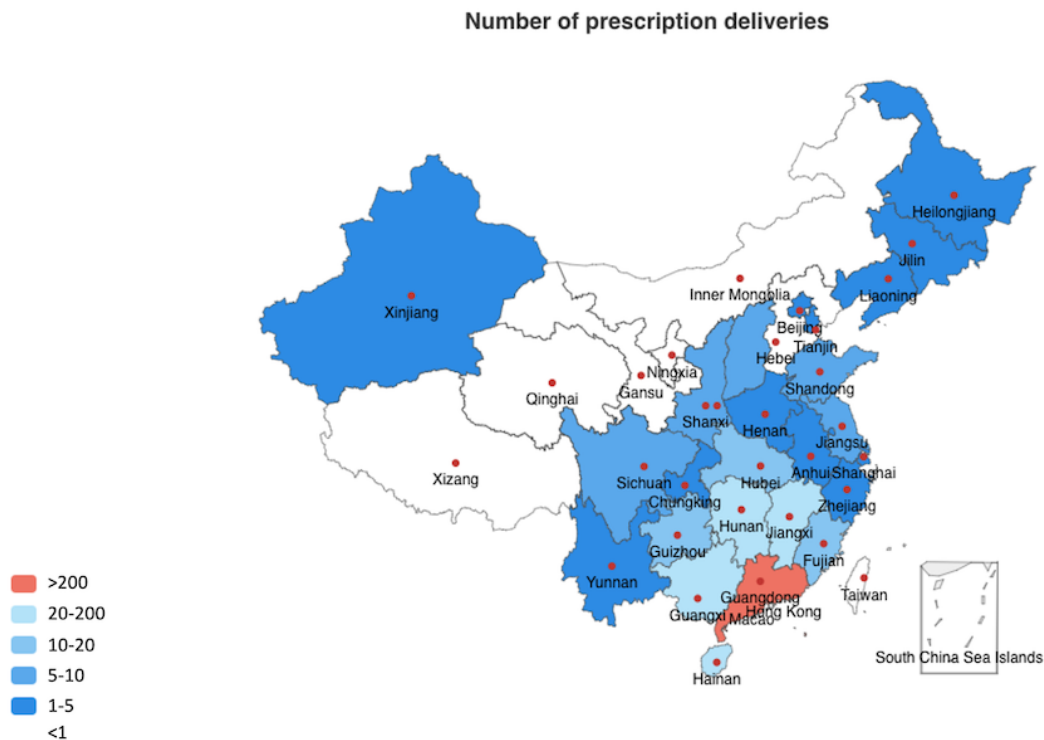 Number of prescription deliveries
Heilongjiang
Jilin
Liaoning
Inner Mongolia
Xinjiang
Beijing
Tianjin
Hebei
Ningxia
Gansu
Qinghai
Shandong
Shanxi
Henan
Jiangsu
Xizang
Sichuan
Anhui
Shanghai
Hubei
Chungking
Zhejiang
Hunan
Jiangxi
Guizhou
Fujian
Yunnan
Taiwan
Guangdong
Guangxi
Macao
Hong Kong
Hainan
South China Sea Islands
>200
20-200
10-20
5-10
1-5
<1